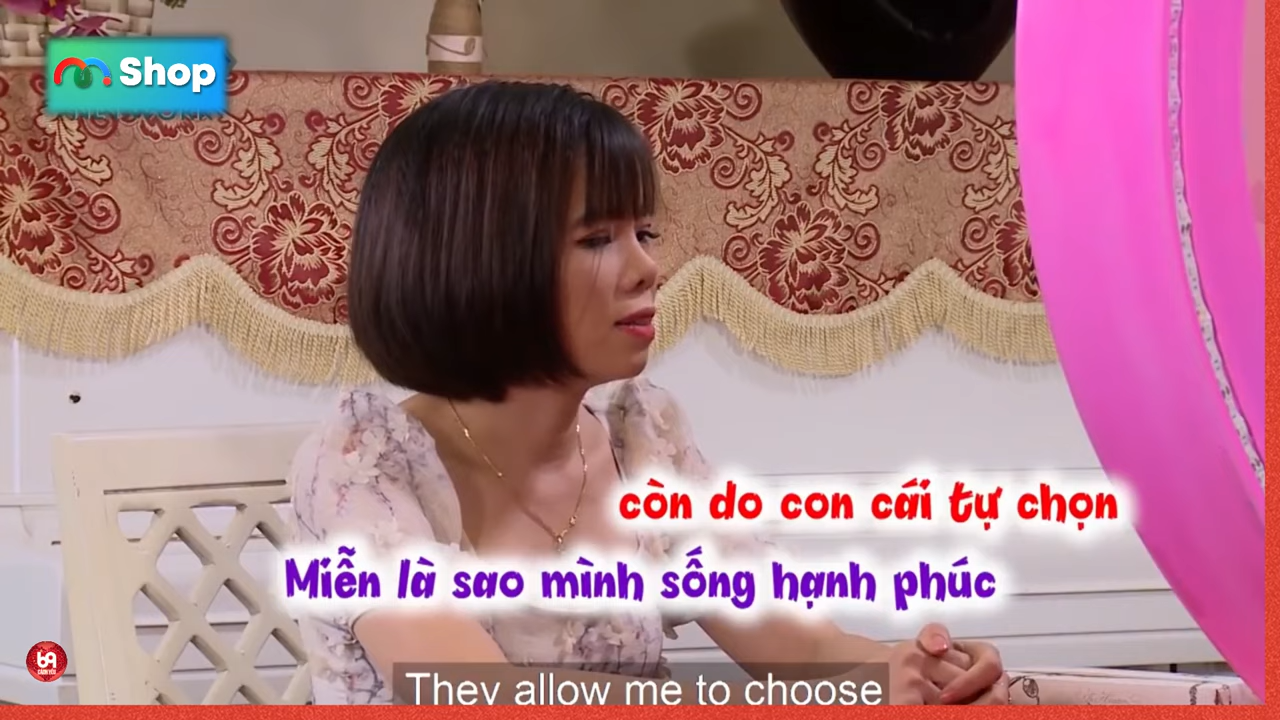 Shop
còn do con cái tự chọn
Miễn là sao mình sống hạnh phúc
They allow me to choose